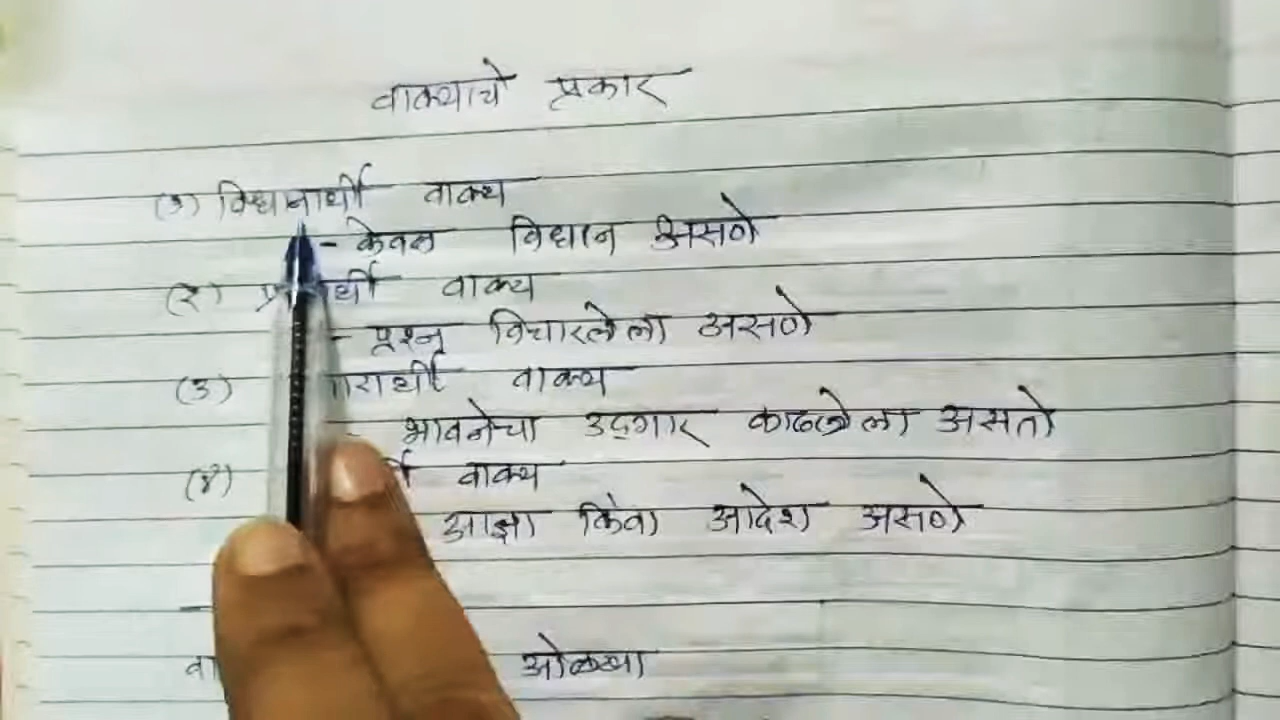 वाक्याचे प्रकार
(१) विधानार्थी वाक्य
- केवल विधान असणे
(२) वाक्य
- प्रश्न विचारलेला असणे
(३) वाक्य
- भावनेचा उद्गार काढलेला असतो
(४) वाक्य
आज्ञा किंवा आदेश असणे
ओळखा